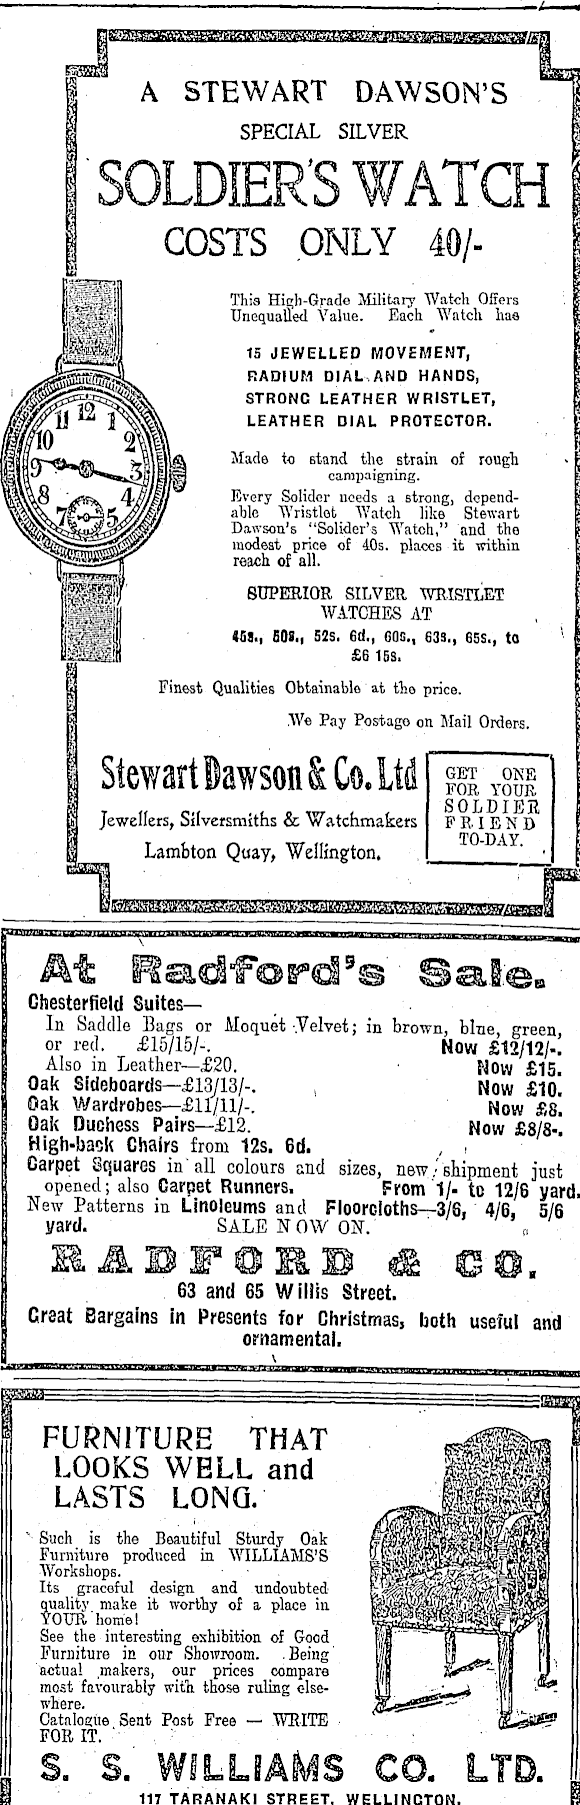 A STEWART DAWSON'S
SPECIAL SILVER
SOLDIER'S WATCH
COSTS ONLY 40/-
This High-Grade Military Watch Offers
Unequalled Value. Each Watch has
15 JEWELLED MOVEMENT,
RADIUM DIAL AND HANDS,
STRONG LEATHER WRISTLET,
LEATHER DIAL PROTECTOR.
Made to stand the strain of rough
campaigning.
Every Solider needs a strong, depend-
able Wristlet Watch like Stewart
Dawson's "Solider's Watch," and the
modest price of 40s. places it within
reach of all.
SUPERIOR SILVER WRISTLET
WATCHES AT
45s., 50s., 52s. 6d., 60s., 63s., 65s., to
£6 15s.
Finest Qualities Obtainable at the price.
We Pay Postage on Mail Orders.
12
1
2
3
4
5
7
8
9
10
11
Stewart Dawson & Co. Ltd
Jewellers, Silversmiths & Watchmakers
Lambton Quay, Wellington.
GET ONE
FOR YOUR
SOLDIER
FRIEND
TO-DAY.
At Radford's Sale.
Chesterfield Suites—
In Saddle Bags or Moquet Velvet; in brown, blue, green,
or red. £15/15/-. Now £12/12/-.
Also in Leather—£20. Now £15.
Oak Sideboards—£13/13/-. Now £10.
Oak Wardrobes—£11/11/-. Now £8.
Oak Duchess Pairs—£12. Now £8/8-.
High-back Chairs from 12s. 6d.
Carpet Squares in all colours and sizes, new shipment just
opened; also Carpet Runners. From 1/- to 12/6 yard.
New Patterns in Linoleums and Floorcloths—3/6, 4/6, 5/6
yard. SALE NOW ON.
RADFORD & CO.
63 and 65 Willis Street.
Great Bargains in Presents for Christmas, both useful and
ornamental.
FURNITURE THAT
LOOKS WELL and
LASTS LONG.
Such is the Beautiful Sturdy Oak
Furniture produced in WILLIAMS'S
Workshops.
Its graceful design and undoubted
quality make it worthy of a place in
YOUR home!
See the interesting exhibition of Good
Furniture in our Showroom. Being
actual makers, our prices compare
most favourably with those ruling else-
where.
Catalogue Sent Post Free — WRITE
FOR IT.
S. S. WILLIAMS CO. LTD.
117 TARANAKI STREET, WELLINGTON.